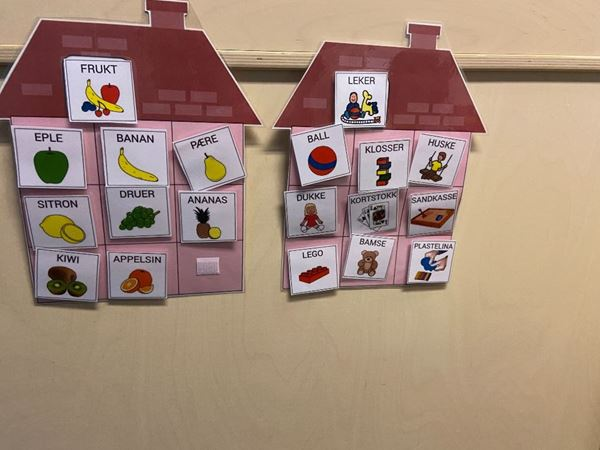 FRUKT
EPLE
BANAN
PÆRE
SITRON
DRUER
ANANAS
KIWI
APPELSIN
LEKER
BALL
KLOSSER
HUSKE
DUKKE
KORTSTOKK
SANDKASSE
LEGO
BAMSE
PLASTELINA